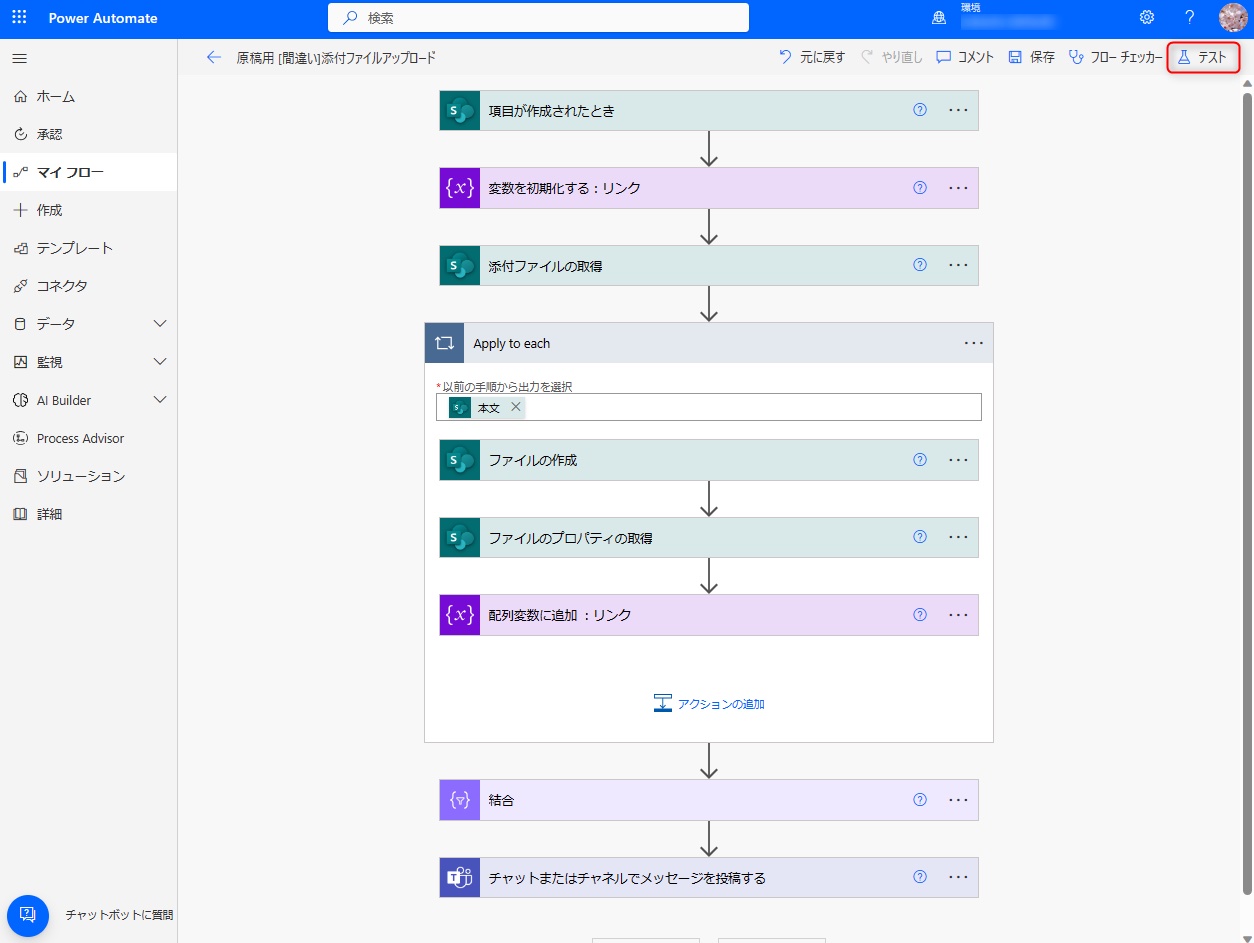 Power Automate
検索
環境
原稿用 [間違い]添付ファイルアップロード
元に戻す
やり直し
コメント
保存
フロー チェッカー
テスト
ホーム
承認
マイ フロー
作成
テンプレート
コネクタ
データ
監視
AI Builder
Process Advisor
ソリューション
詳細
チャットボットに質問
項目が作成されたとき
変数を初期化する：リンク
添付ファイルの取得
Apply to each
*以前の手順から出力を選択
本文
ファイルの作成
ファイルのプロパティの取得
配列変数に追加 ：リンク
アクションの追加
結合
チャットまたはチャネルでメッセージを投稿する